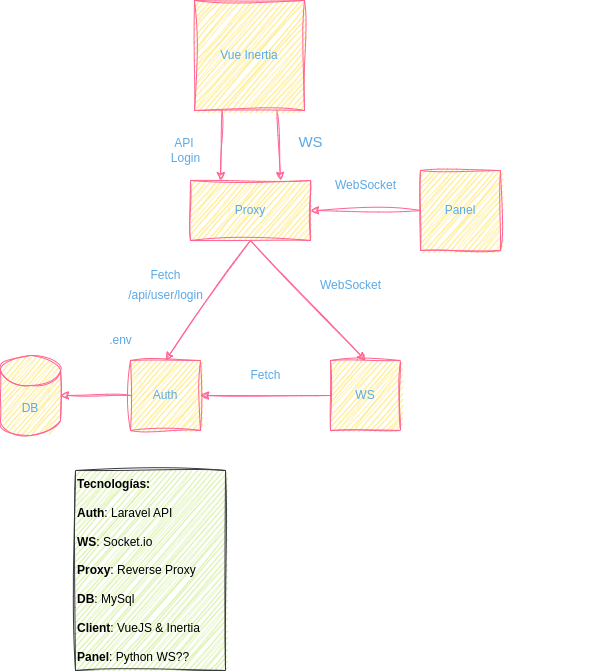 Vue Inertia
API
Login
WS
WebSocket
Proxy
Panel
Fetch
/api/user/login
WebSocket
.env
Fetch
DB
Auth
WS
Tecnologías:
Auth: Laravel API
WS: Socket.io
Proxy: Reverse Proxy
DB: MySql
Client: VueJS & Inertia
Panel: Python WS??